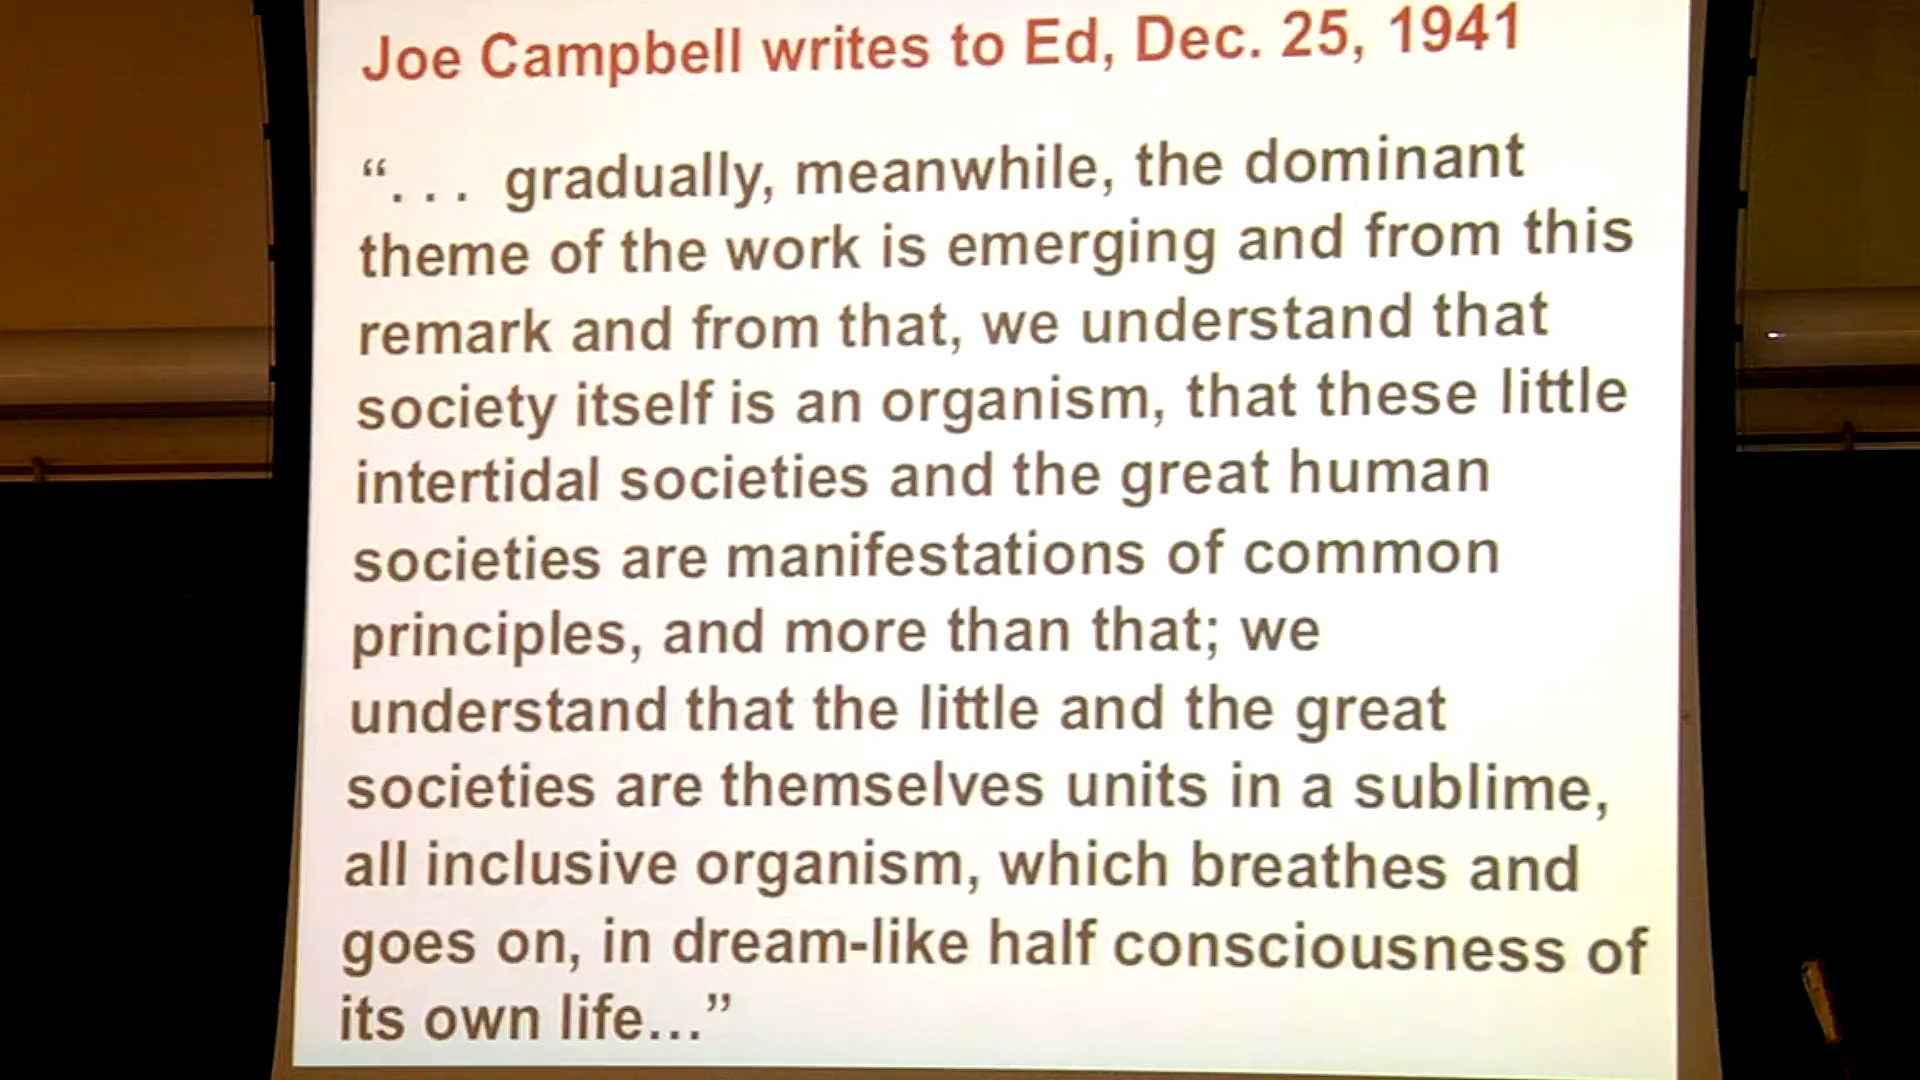 Joe Campbell writes to Ed, Dec. 25, 1941
“. . . gradually, meanwhile, the dominant
theme of the work is emerging and from this
remark and from that, we understand that
society itself is an organism, that these little
intertidal societies and the great human
societies are manifestations of common
principles, and more than that; we
understand that the little and the great
societies are themselves units in a sublime,
all inclusive organism, which breathes and
goes on, in dream-like half consciousness of
its own life...”